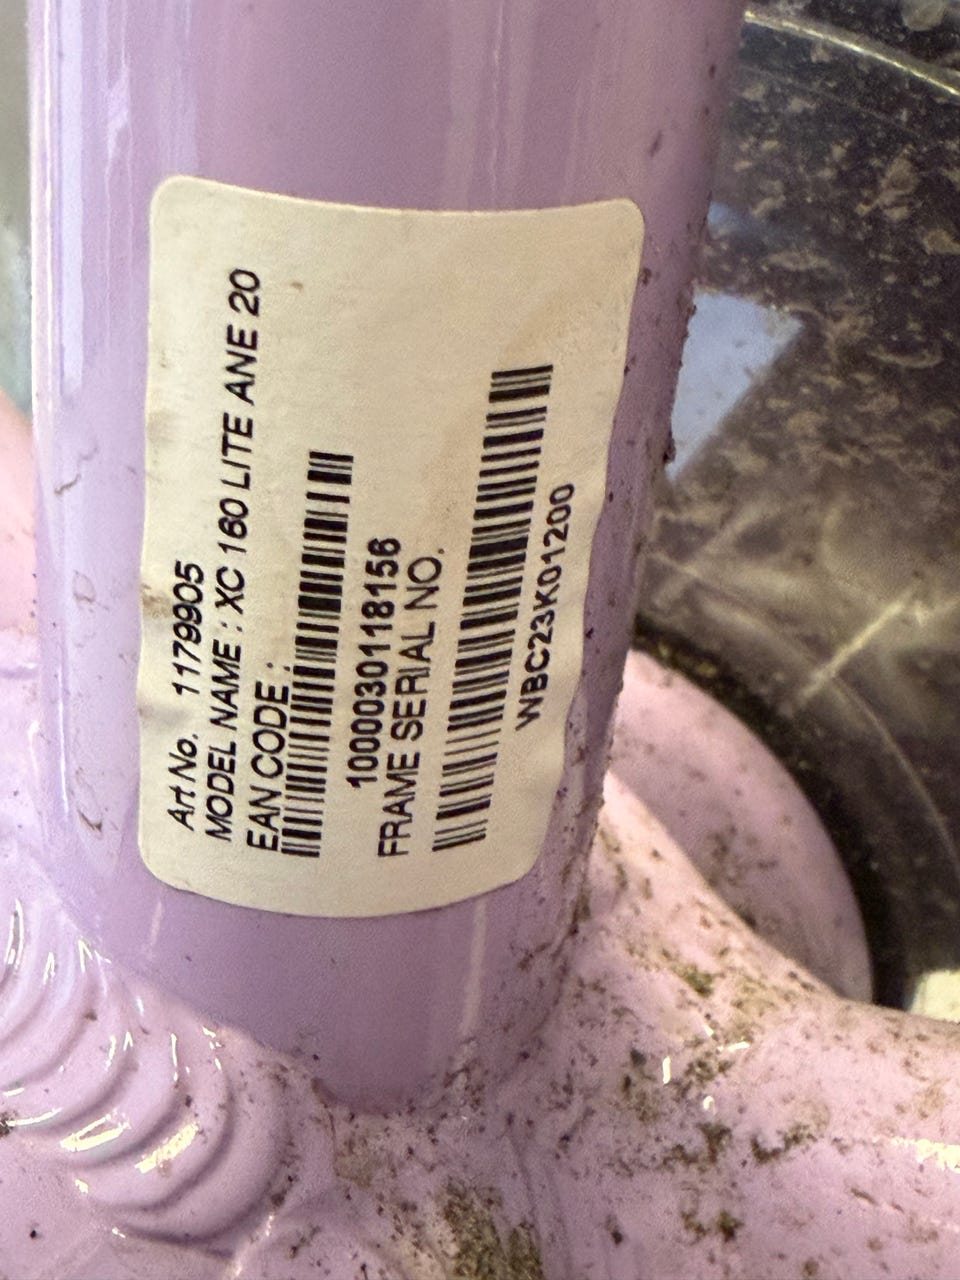 Art No. 1179905
MODEL NAME : XC 160 LITE ANE 20
EAN CODE :
1000030118156
FRAME SERIAL NO.
WBC23K01200